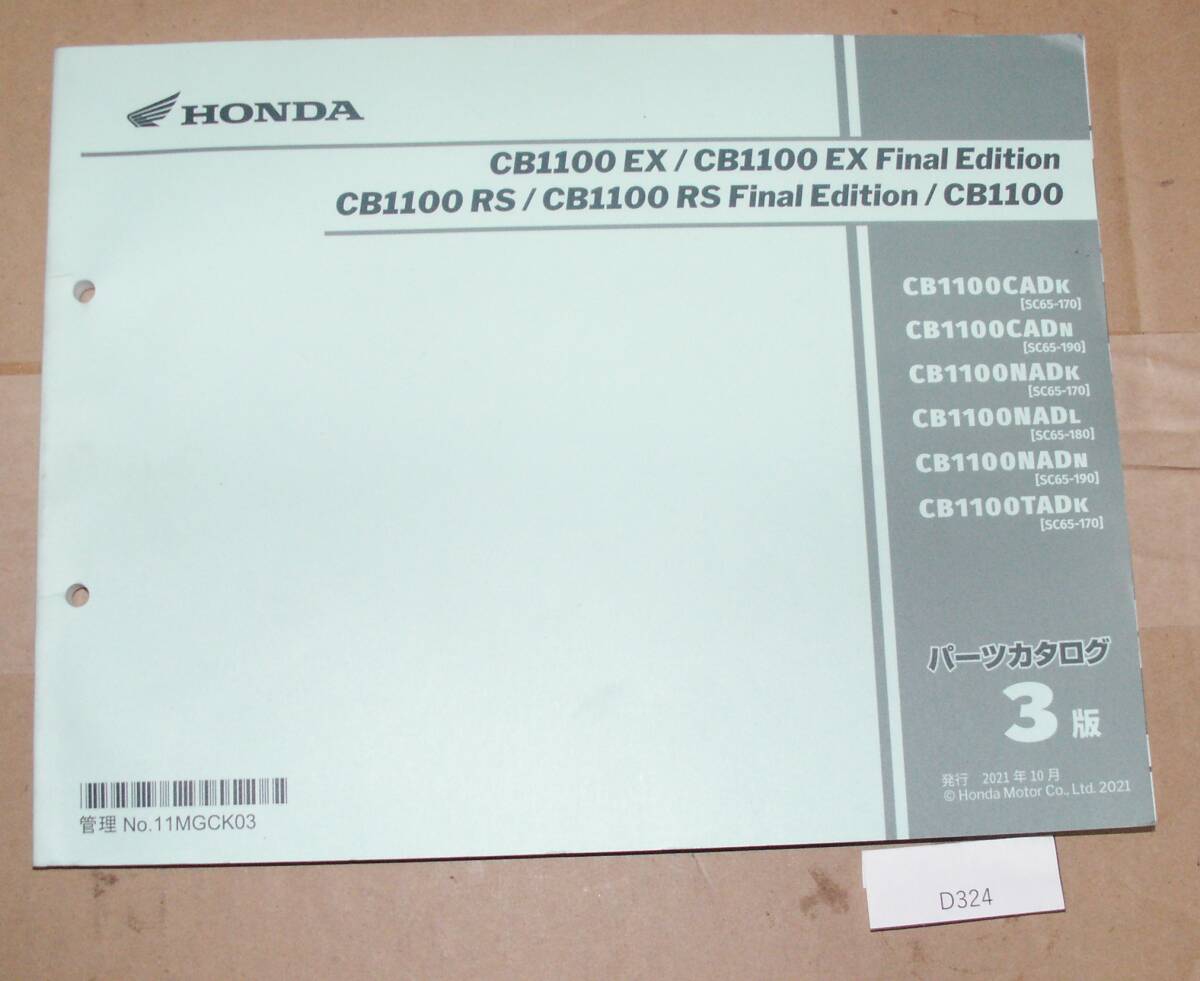 HONDA
CB1100 EX / CB1100 EX Final Edition
CB1100 RS / CB1100 RS Final Edition / CB1100
CB1100CADK
[SC65-170]
CB1100CADN
[SC65-190]
CB1100NADK
[SC65-170]
CB1100NADL
[SC65-180]
CB1100NADN
[SC65-190]
CB1100TADK
[SC65-170]
パーツカタログ
3版
発行 2021年10月
© Honda Motor Co., Ltd. 2021
管理 No.11MGCK03
D324